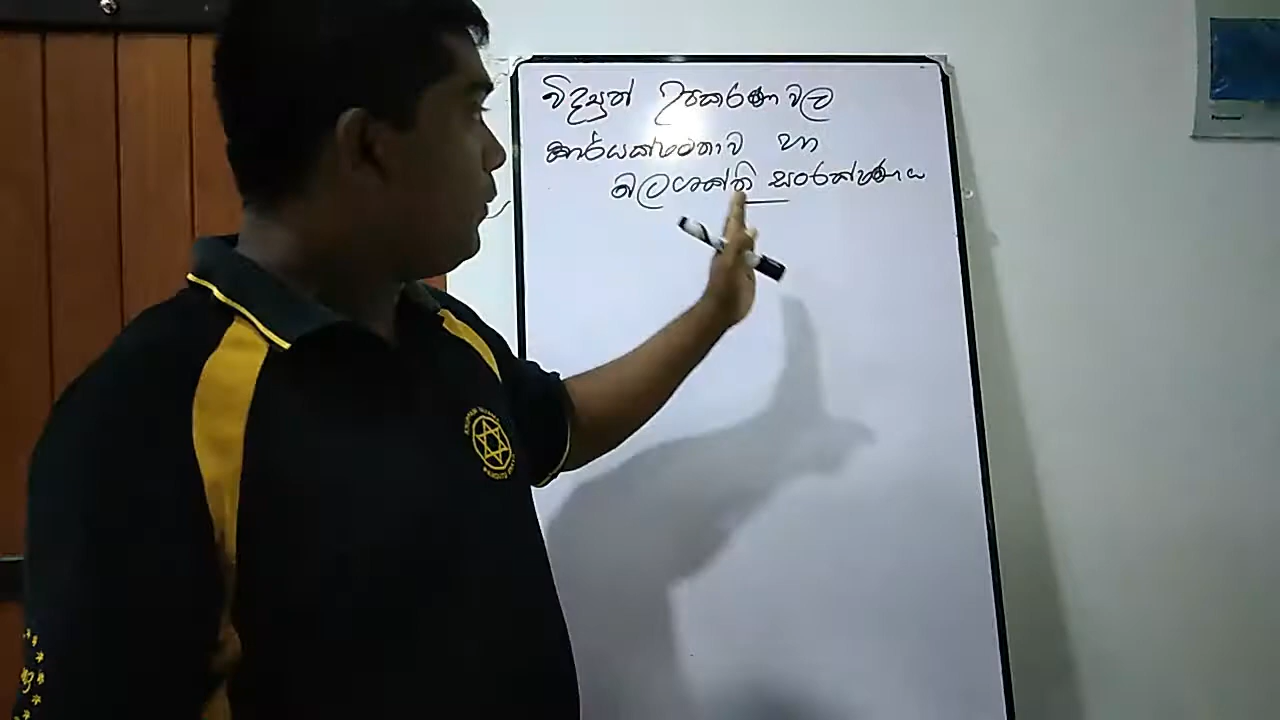 විද්‍යුත් උපකරණ වල
කාර්යක්ෂමතාව හා
බලශක්ති සංරක්ෂණය